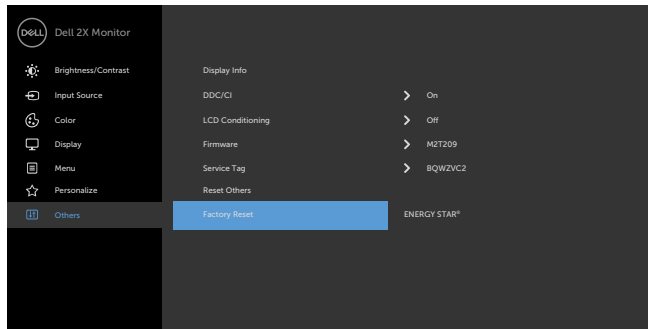 DELL Dell 2X Monitor
Brightness/Contrast Display Info
Input Source DDC/CI On
Color LCD Conditioning Off
Display Firmware M2T209
Menu Service Tag BQWZVC2
Personalize Reset Others
Others Factory Reset ENERGY STAR®